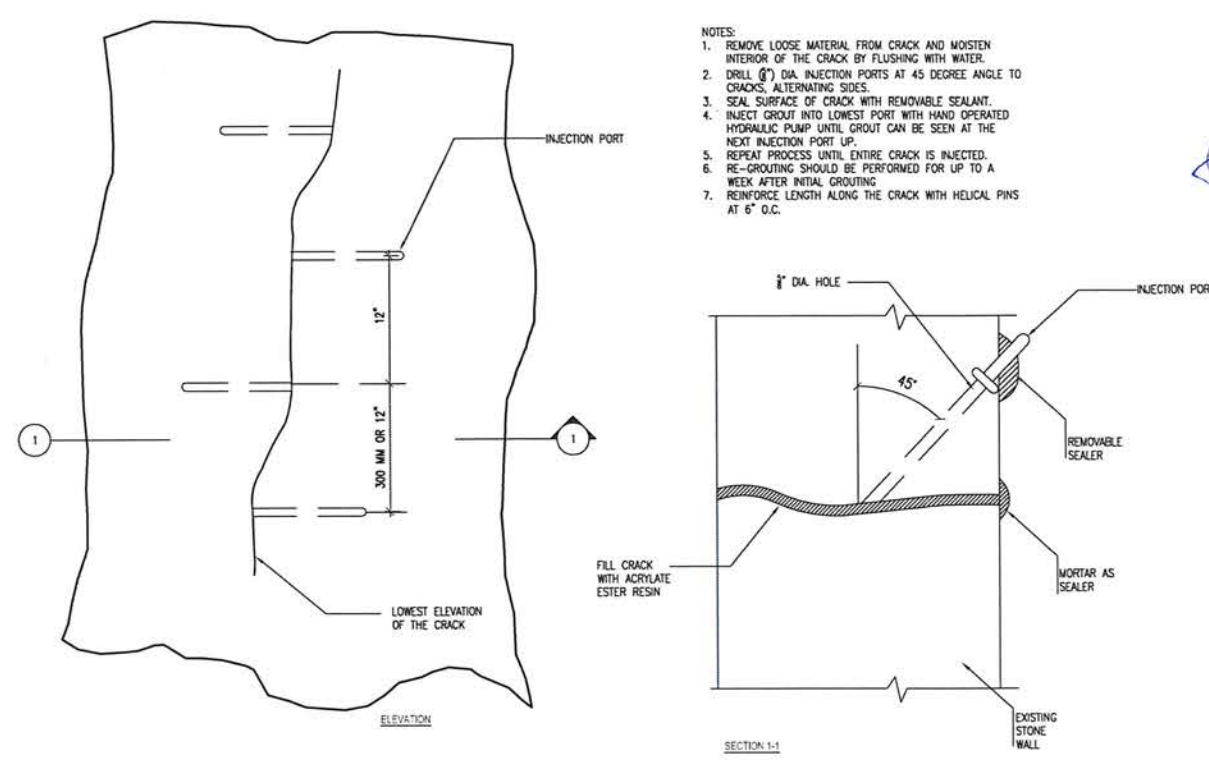 NOTES:
1. REMOVE LOOSE MATERIAL FROM CRACK AND MOISTEN
INTERIOR OF THE CRACK BY FLUSHING WITH WATER.
2. DRILL DIA. INJECTION PORTS AT 45 DEGREE ANGLE TO
CRACKS, ALTERNATING SIDES.
3. SEAL SURFACE OF CRACK WITH REMOVABLE SEALANT.
4. INJECT GROUT INTO LOWEST PORT WITH HAND OPERATED
HYDRAULIC PUMP UNTIL GROUT CAN BE SEEN AT THE
NEXT INJECTION PORT UP.
5. REPEAT PROCESS UNTIL ENTIRE CRACK IS INJECTED.
6. RE-GROUTING SHOULD BE PERFORMED FOR UP TO A
WEEK AFTER INITIAL GROUTING
7. REINFORCE LENGTH ALONG THE CRACK WITH HELICAL PINS
AT 6" O.C.
INJECTION PORT
12"
300 MM OR 12"
1
1
LOWEST ELEVATION
OF THE CRACK
ELEVATION
DIA. HOLE
INJECTION POR
45°
REMOVABLE
SEALER
FILL CRACK
WITH ACRYLATE
ESTER RESIN
MORTAR AS
SEALER
EXISTING
STONE
WALL
SECTION 1-1